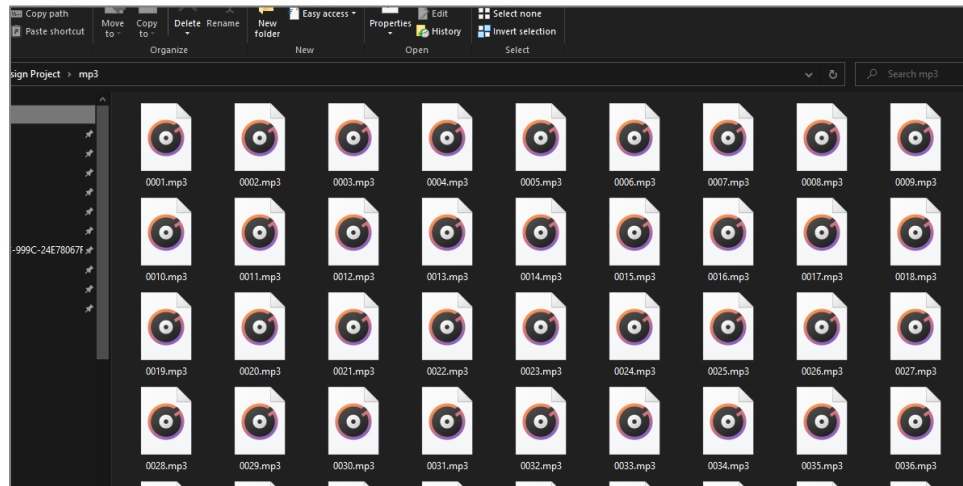 Copy path
Paste shortcut
Move to
Copy to
Delete
Rename
New folder
Easy access
Properties
Edit
History
Select none
Invert selection
Organize
New
Open
Select
sign Project > mp3
Search mp3
-999C-24E78067F
0001.mp3 0002.mp3 0003.mp3 0004.mp3 0005.mp3 0006.mp3 0007.mp3 0008.mp3 0009.mp3
0010.mp3 0011.mp3 0012.mp3 0013.mp3 0014.mp3 0015.mp3 0016.mp3 0017.mp3 0018.mp3
0019.mp3 0020.mp3 0021.mp3 0022.mp3 0023.mp3 0024.mp3 0025.mp3 0026.mp3 0027.mp3
0028.mp3 0029.mp3 0030.mp3 0031.mp3 0032.mp3 0033.mp3 0034.mp3 0035.mp3 0036.mp3